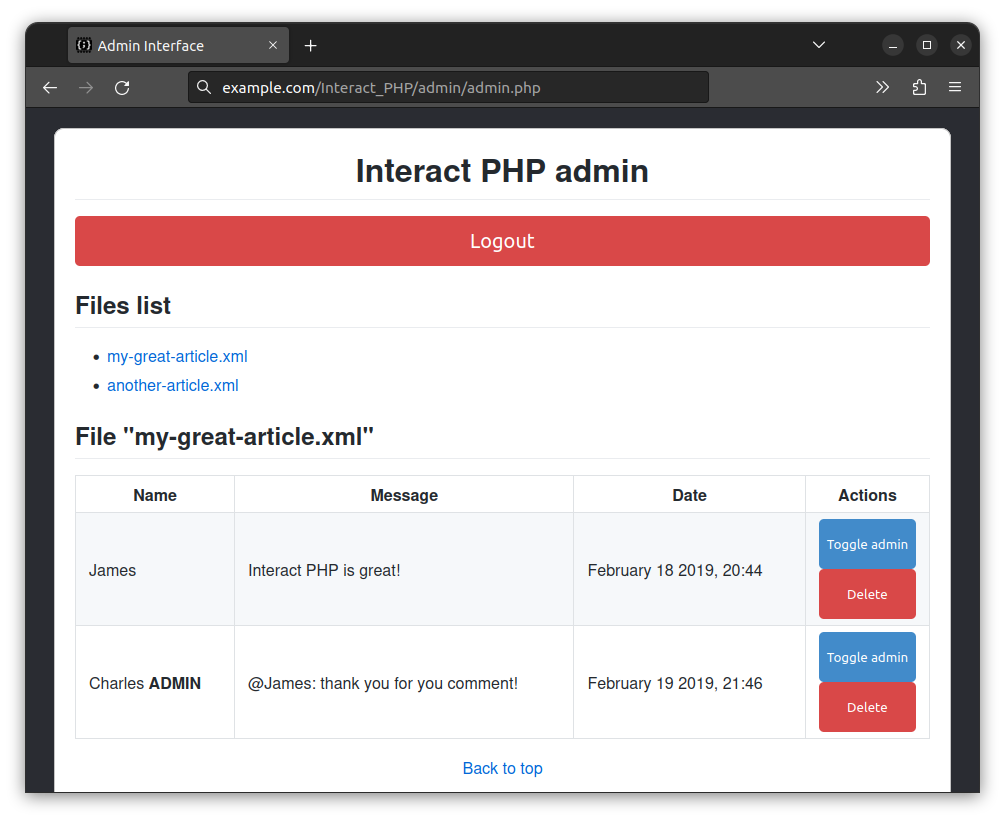 Admin Interface
example.com/Interact_PHP/admin/admin.php
Interact PHP admin
Logout
Files list
• my-great-article.xml
• another-article.xml
File "my-great-article.xml"
Name Message Date Actions
James Interact PHP is great! February 18 2019, 20:44 Toggle admin
Delete
Charles ADMIN @James: thank you for you comment! February 19 2019, 21:46 Toggle admin
Delete
Back to top